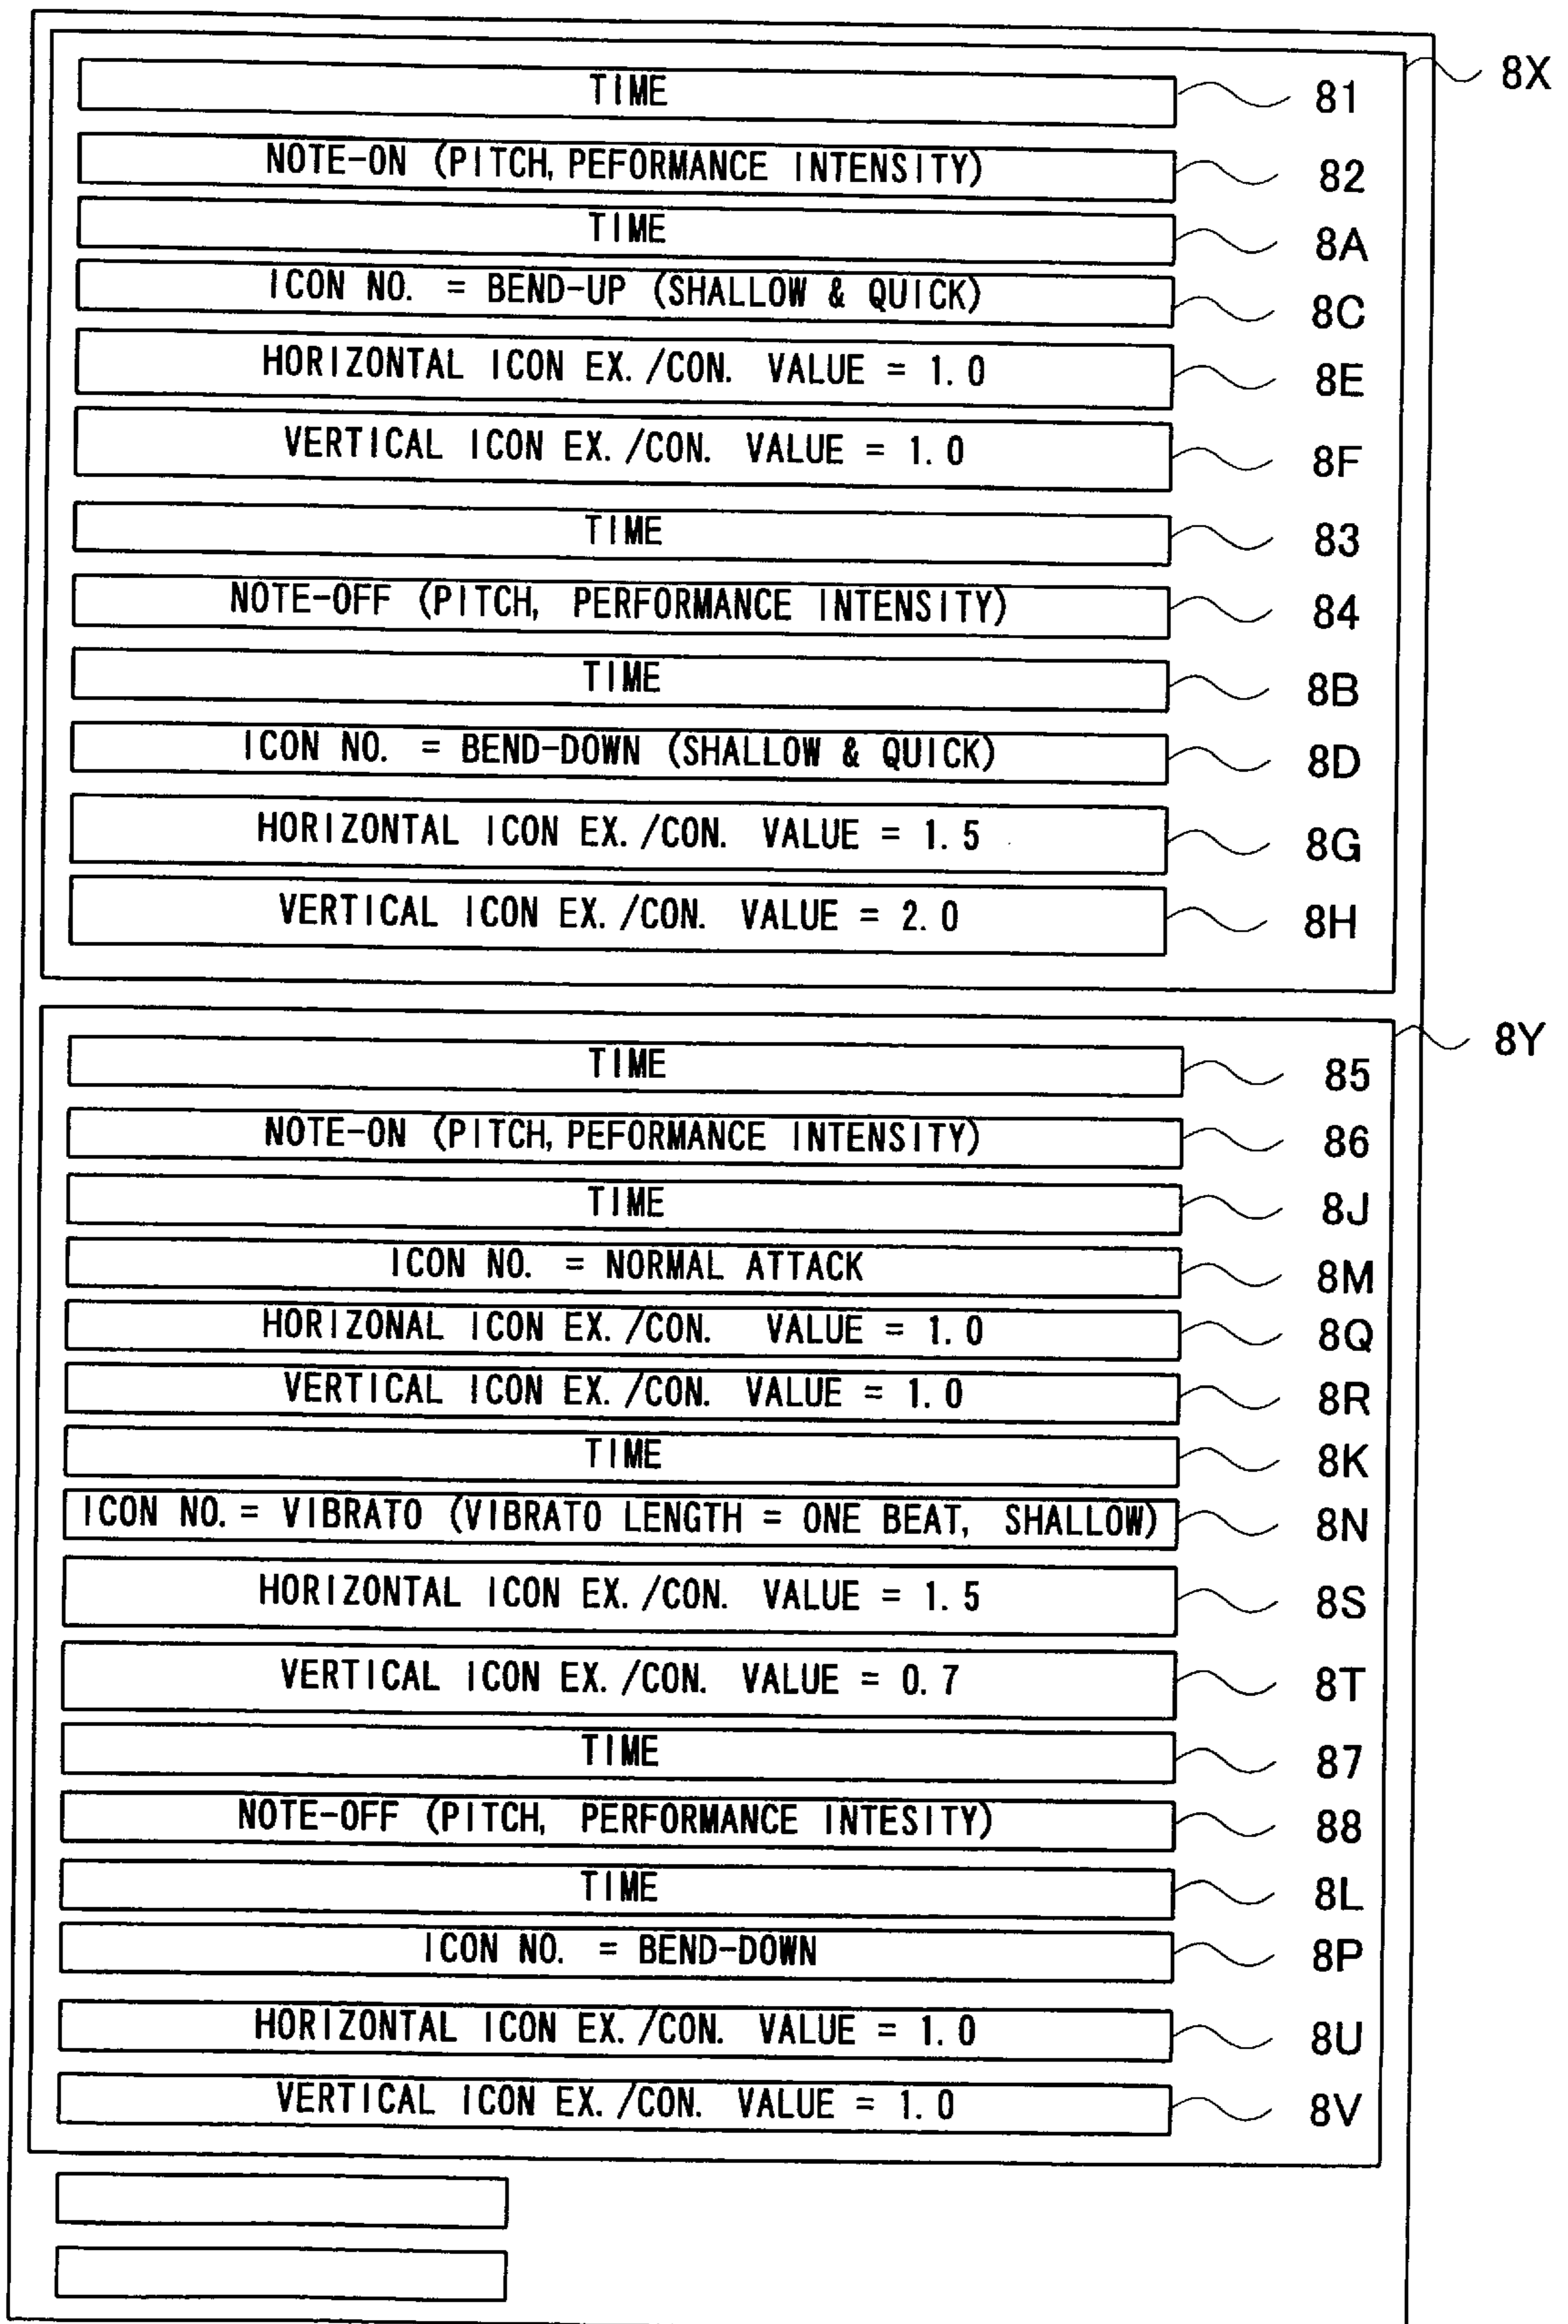 8X
TIME 81
NOTE-ON (PITCH, PEFORMANCE INTENSITY) 82
TIME 8A
ICON NO. = BEND-UP (SHALLOW & QUICK) 8C
HORIZONTAL ICON EX./CON. VALUE = 1.0 8E
VERTICAL ICON EX./CON. VALUE = 1.0 8F
TIME 83
NOTE-OFF (PITCH, PERFORMANCE INTENSITY) 84
TIME 8B
ICON NO. = BEND-DOWN (SHALLOW & QUICK) 8D
HORIZONTAL ICON EX./CON. VALUE = 1.5 8G
VERTICAL ICON EX./CON. VALUE = 2.0 8H
8Y
TIME 85
NOTE-ON (PITCH, PEFORMANCE INTENSITY) 86
TIME 8J
ICON NO. = NORMAL ATTACK 8M
HORIZONAL ICON EX./CON. VALUE = 1.0 8Q
VERTICAL ICON EX./CON. VALUE = 1.0 8R
TIME 8K
ICON NO. = VIBRATO (VIBRATO LENGTH = ONE BEAT, SHALLOW) 8N
HORIZONTAL ICON EX./CON. VALUE = 1.5 8S
VERTICAL ICON EX./CON. VALUE = 0.7 8T
TIME 87
NOTE-OFF (PITCH, PERFORMANCE INTESITY) 88
TIME 8L
ICON NO. = BEND-DOWN 8P
HORIZONTAL ICON EX./CON. VALUE = 1.0 8U
VERTICAL ICON EX./CON. VALUE = 1.0 8V